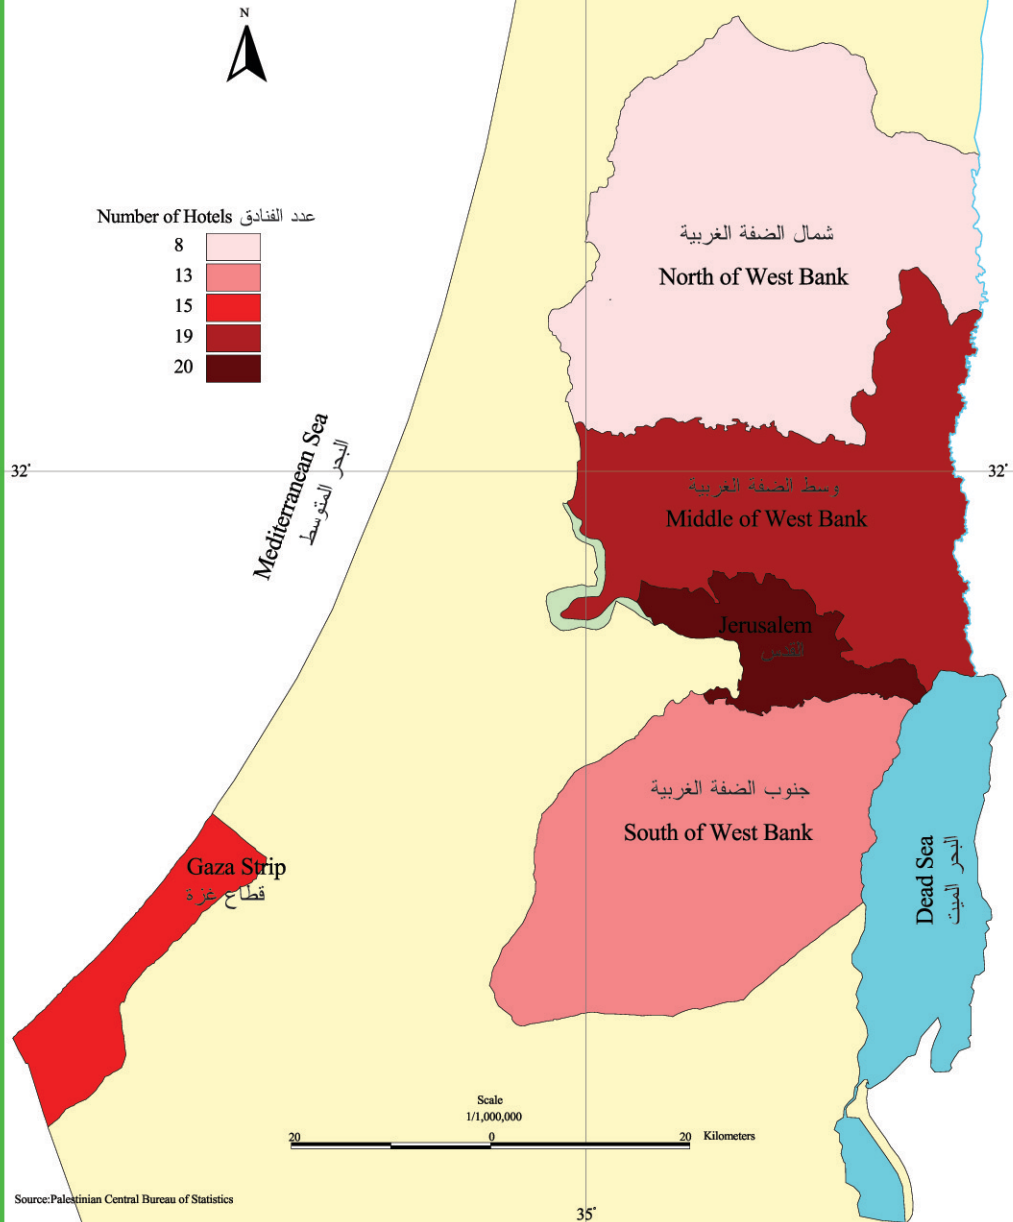 N
Number of Hotels عدد الفنادق
8
13
15
19
20
شمال الضفة الغربية
North of West Bank
Mediterranean Sea
البحر المتوسط
32°
32°
وسط الضفة الغربية
Middle of West Bank
Jerusalem
القدس
جنوب الضفة الغربية
South of West Bank
Gaza Strip
قطاع غزة
Dead Sea
البحر الميت
Scale
1/1,000,000
20 0 20 Kilometers
Source:Palestinian Central Bureau of Statistics
35°